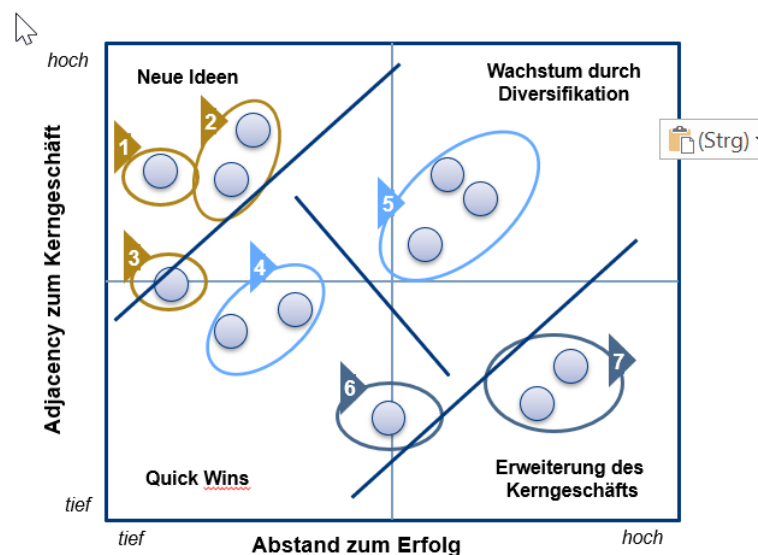 hoch
Neue Ideen
Wachstum durch
Diversifikation
1
2
(Strg)
5
3
4
Adjacency zum Kerngeschäft
6
7
Quick Wins
Erweiterung des
Kerngeschäfts
tief
tief
Abstand zum Erfolg
hoch